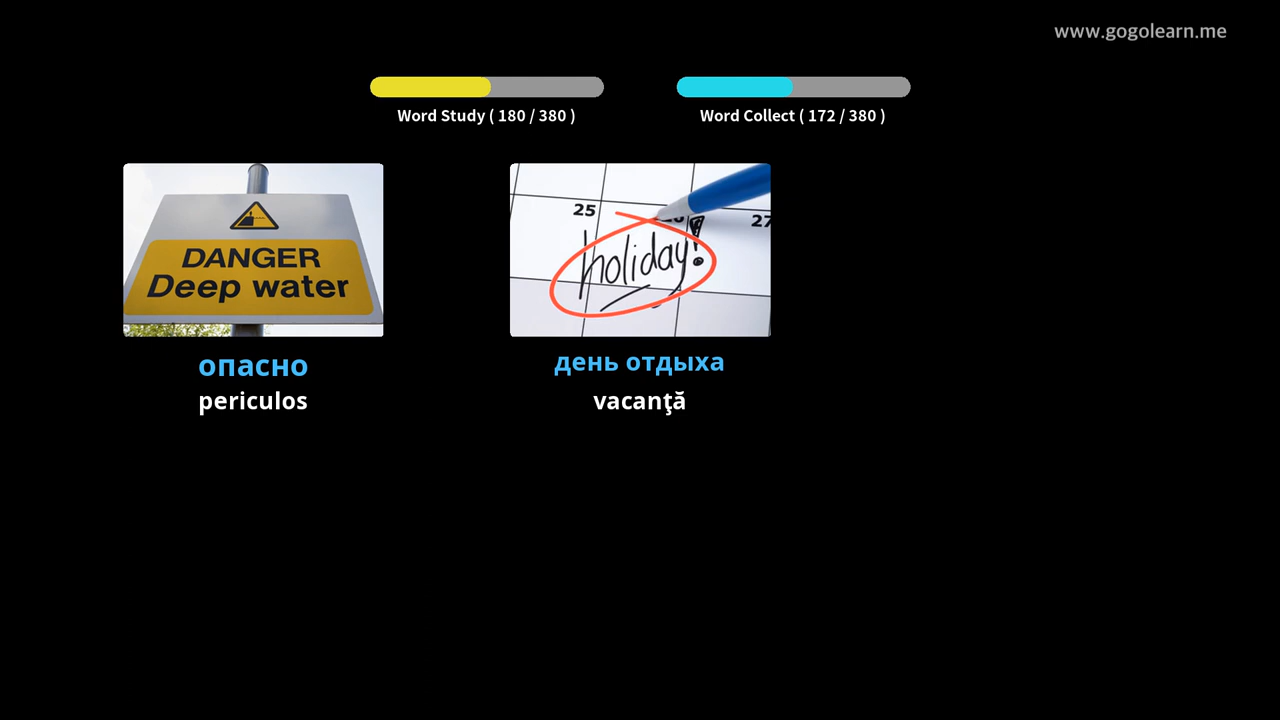 www.gogolearn.me
Word Study ( 180 / 380 )
Word Collect ( 172 / 380 )
DANGER
Deep water
25
27
holiday!
опасно
periculos
день отдыха
vacanţă